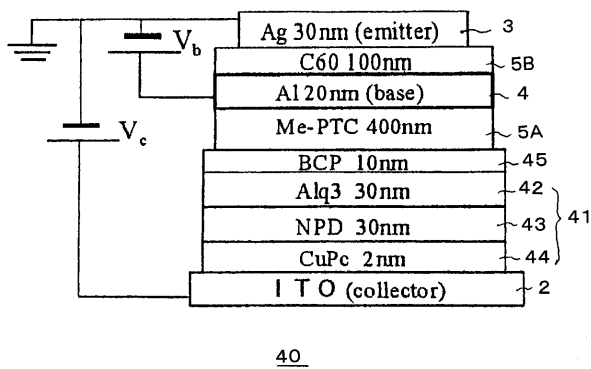 Ag 30nm (emitter) 3
V_b
C60 100nm 5B
Al 20nm (base) 4
Me-PTC 400nm 5A
V_c
BCP 10nm 45
Alq3 30nm 42
41
NPD 30nm 43
CuPc 2nm 44
ITO (collector) 2
40